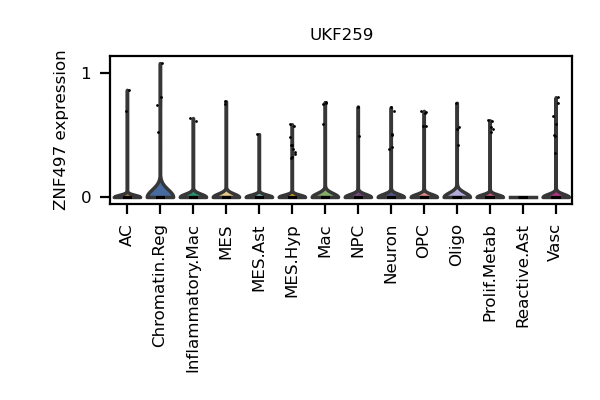 UKF259
ZNF497 expression
1
0
AC
Chromatin.Reg
Inflammatory.Mac
MES
MES.Ast
MES.Hyp
Mac
NPC
Neuron
OPC
Oligo
Prolif.Metab
Reactive.Ast
Vasc